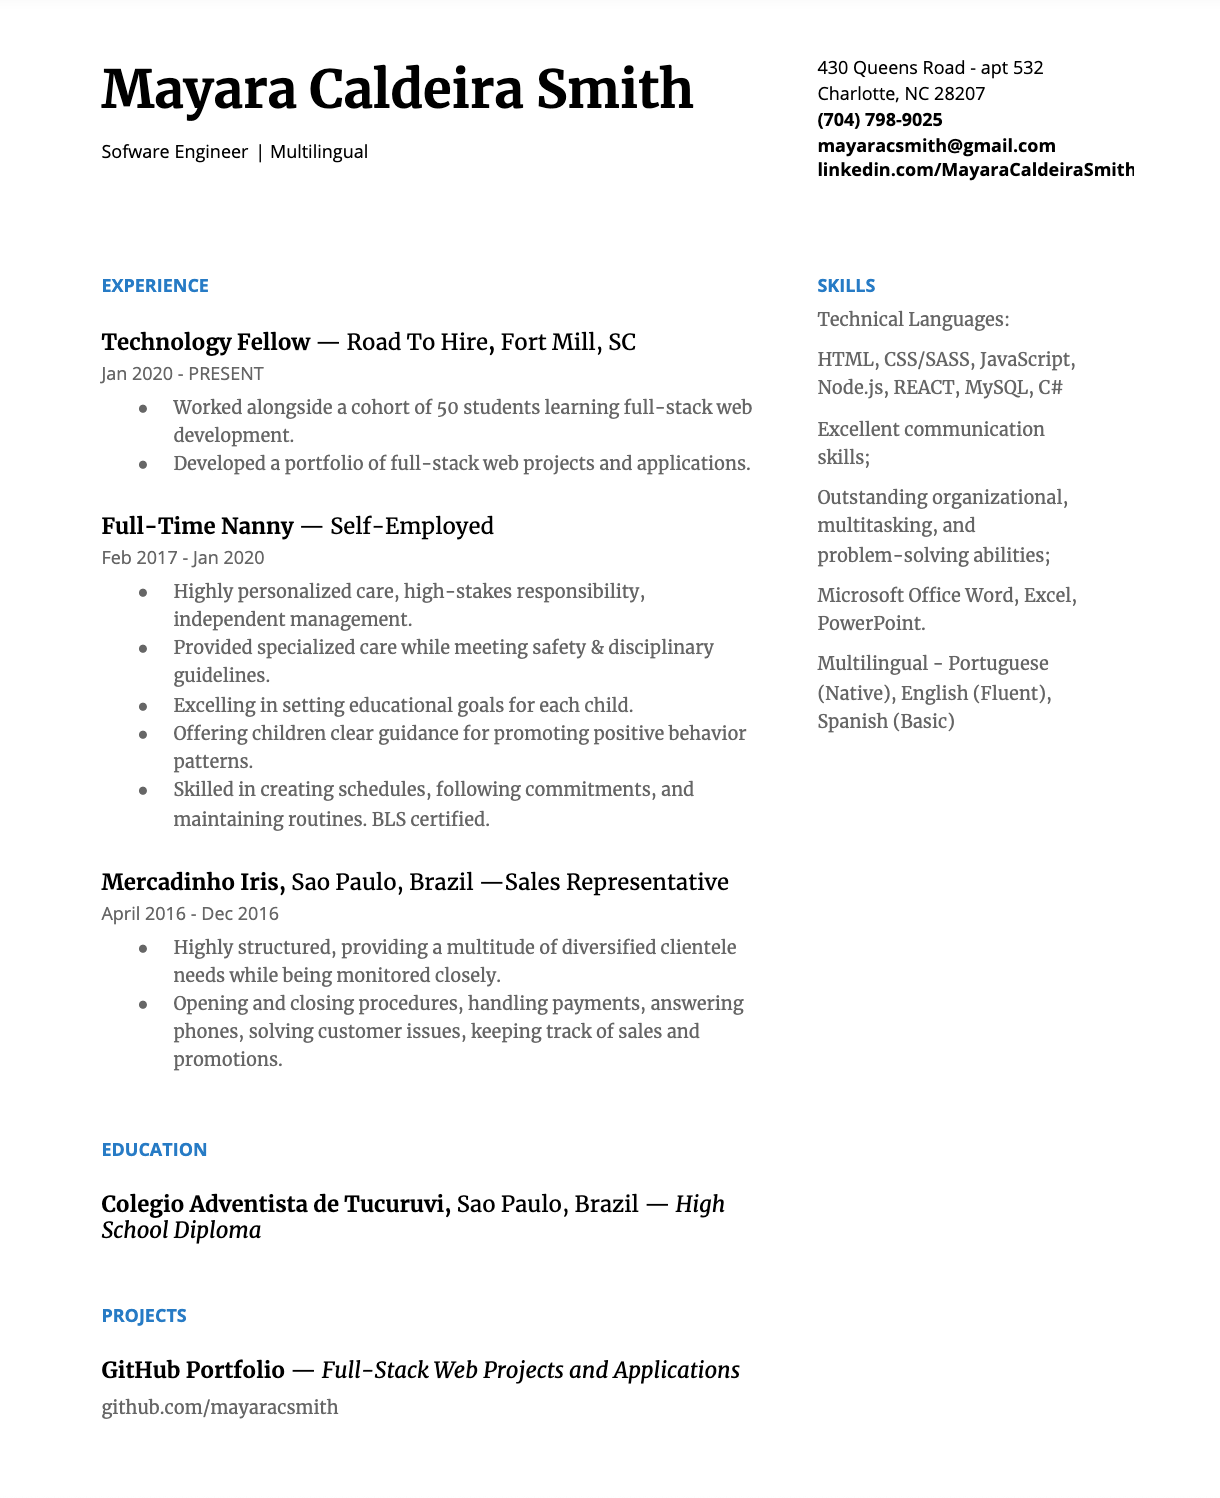 Mayara Caldeira Smith
Sofware Engineer | Multilingual
430 Queens Road - apt 532
Charlotte, NC 28207
(704) 798-9025
mayaracsmith@gmail.com
linkedin.com/MayaraCaldeiraSmith
EXPERIENCE
Technology Fellow — Road To Hire, Fort Mill, SC
Jan 2020 - PRESENT
● Worked alongside a cohort of 50 students learning full-stack web
development.
● Developed a portfolio of full-stack web projects and applications.
Full-Time Nanny — Self-Employed
Feb 2017 - Jan 2020
● Highly personalized care, high-stakes responsibility,
independent management.
● Provided specialized care while meeting safety & disciplinary
guidelines.
● Excelling in setting educational goals for each child.
● Offering children clear guidance for promoting positive behavior
patterns.
● Skilled in creating schedules, following commitments, and
maintaining routines. BLS certified.
Mercadinho Iris, Sao Paulo, Brazil —Sales Representative
April 2016 - Dec 2016
● Highly structured, providing a multitude of diversified clientele
needs while being monitored closely.
● Opening and closing procedures, handling payments, answering
phones, solving customer issues, keeping track of sales and
promotions.
EDUCATION
Colegio Adventista de Tucuruvi, Sao Paulo, Brazil — High
School Diploma
PROJECTS
GitHub Portfolio — Full-Stack Web Projects and Applications
github.com/mayaracsmith
SKILLS
Technical Languages:
HTML, CSS/SASS, JavaScript,
Node.js, REACT, MySQL, C#
Excellent communication
skills;
Outstanding organizational,
multitasking, and
problem-solving abilities;
Microsoft Office Word, Excel,
PowerPoint.
Multilingual - Portuguese
(Native), English (Fluent),
Spanish (Basic)